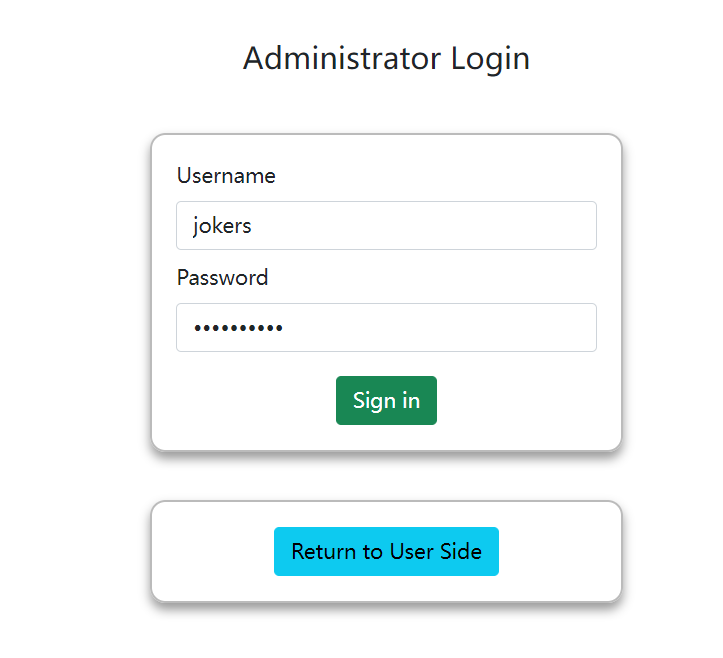 Administrator Login
Username
jokers
Password
••••••••••
Sign in
Return to User Side